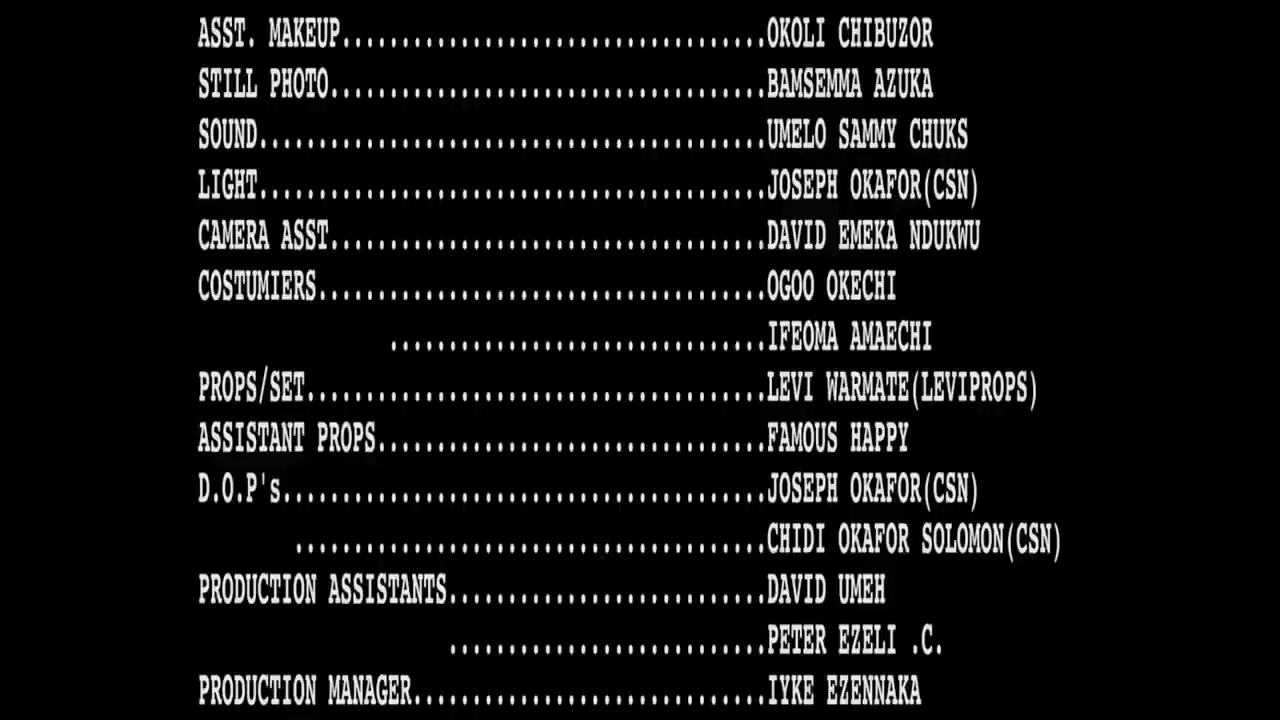 ASST. MAKEUP....................................OKOLI CHIBUZOR
STILL PHOTO.....................................BAMSEMMA AZUKA
SOUND...........................................UMELO SAMMY CHUKS
LIGHT...........................................JOSEPH OKAFOR(CSN)
CAMERA ASST.....................................DAVID EMEKA NDUKWU
COSTUMIERS......................................OGOO OKECHI
................................IFEOMA AMAECHI
PROPS/SET.......................................LEVI WARMATE(LEVIPROPS)
ASSISTANT PROPS.................................FAMOUS HAPPY
D.O.P's.........................................JOSEPH OKAFOR(CSN)
........................................CHIDI OKAFOR SOLOMON(CSN)
PRODUCTION ASSISTANTS...........................DAVID UMEH
...........................PETER EZELI .C.
PRODUCTION MANAGER..............................IYKE EZENNAKA